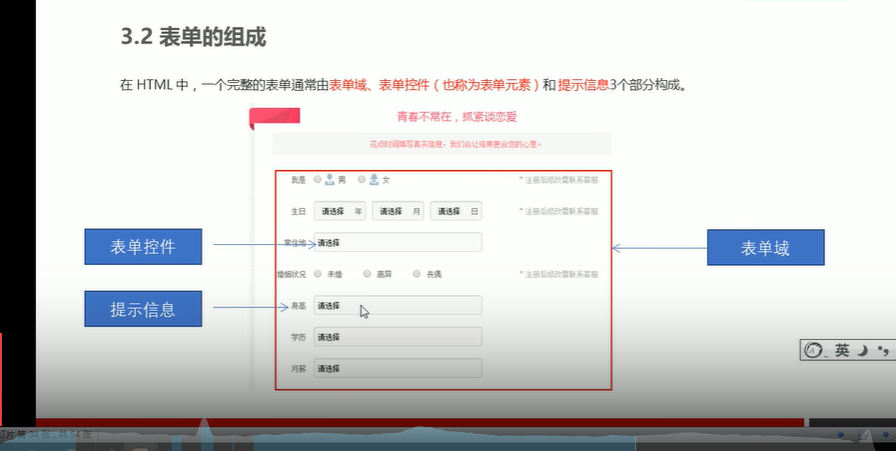 3.2 表单的组成
在 HTML 中，一个完整的表单通常由表单域、表单控件（也称为表单元素）和 提示信息3个部分构成。
青春不常在，抓紧谈恋爱
花点时间填写真实信息，我们会让结果更合您的心意。
我是 男 女 * 注册后修改需联系客服
生日 请选择 年 请选择 月 请选择 日 * 注册后修改需联系客服
常住地 请选择
婚姻状况 未婚 离异 丧偶 * 注册后修改需联系客服
身高 请选择
学历 请选择
月薪 请选择
表单控件
提示信息
表单域
英
灯片 第 34 张，共 54 张